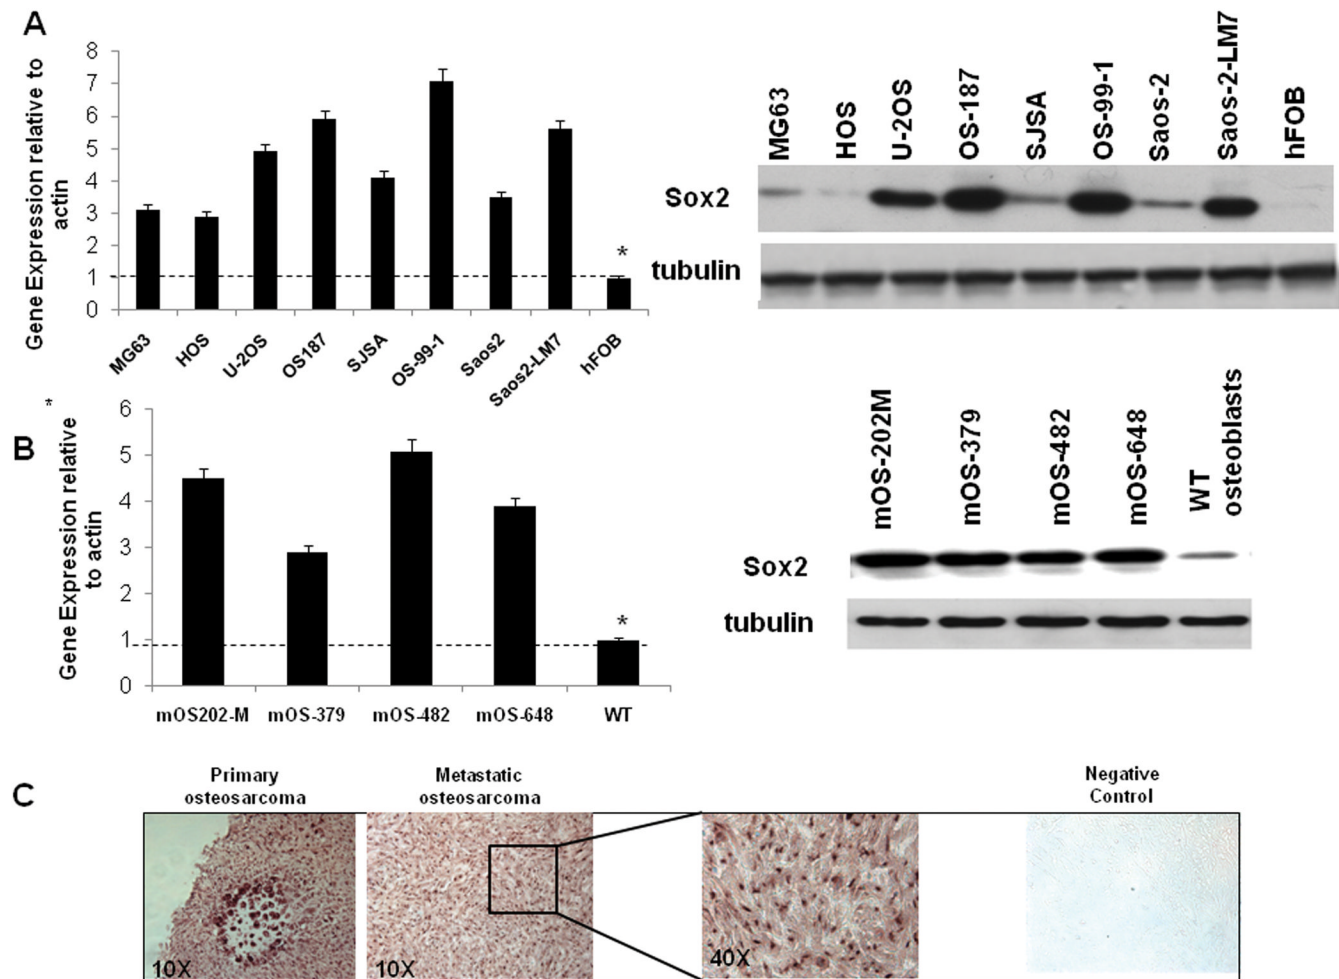 A
Gene Expression relative to
actin
8
7
6
5
4
3
2
1
0
*
MG63
HOS
U-2OS
OS187
SJSA
OS-99-1
Saos2
Saos2-LM7
hFOB
MG63
HOS
U-2OS
OS-187
SJSA
OS-99-1
Saos-2
Saos-2-LM7
hFOB
Sox2
tubulin
B
Gene Expression relative
to actin
*
6
5
4
3
2
1
0
*
mOS202-M
mOS-379
mOS-482
mOS-648
WT
mOS-202M
mOS-379
mOS-482
mOS-648
WT
osteoblasts
Sox2
tubulin
C
Primary
osteosarcoma
Metastatic
osteosarcoma
Negative
Control
10X
10X
40X